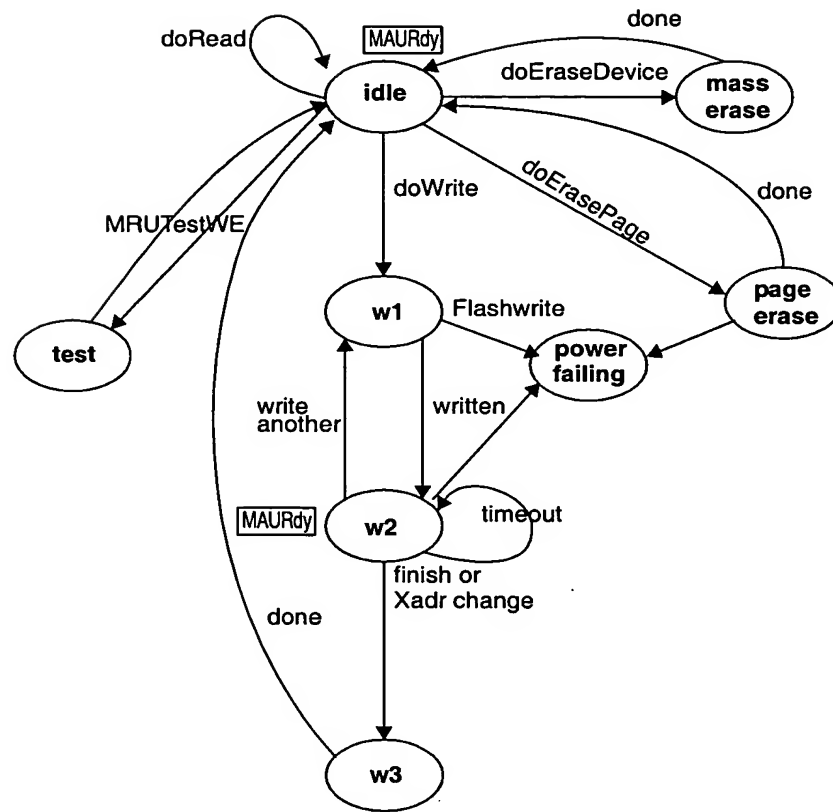 done
doRead
MAURdy
idle
doEraseDevice
mass
erase
doWrite
doErasePage
done
MRUTestWE
w1
Flashwrite
page
erase
test
power
failing
write
another
written
MAURdy
w2
timeout
finish or
Xadr change
done
w3